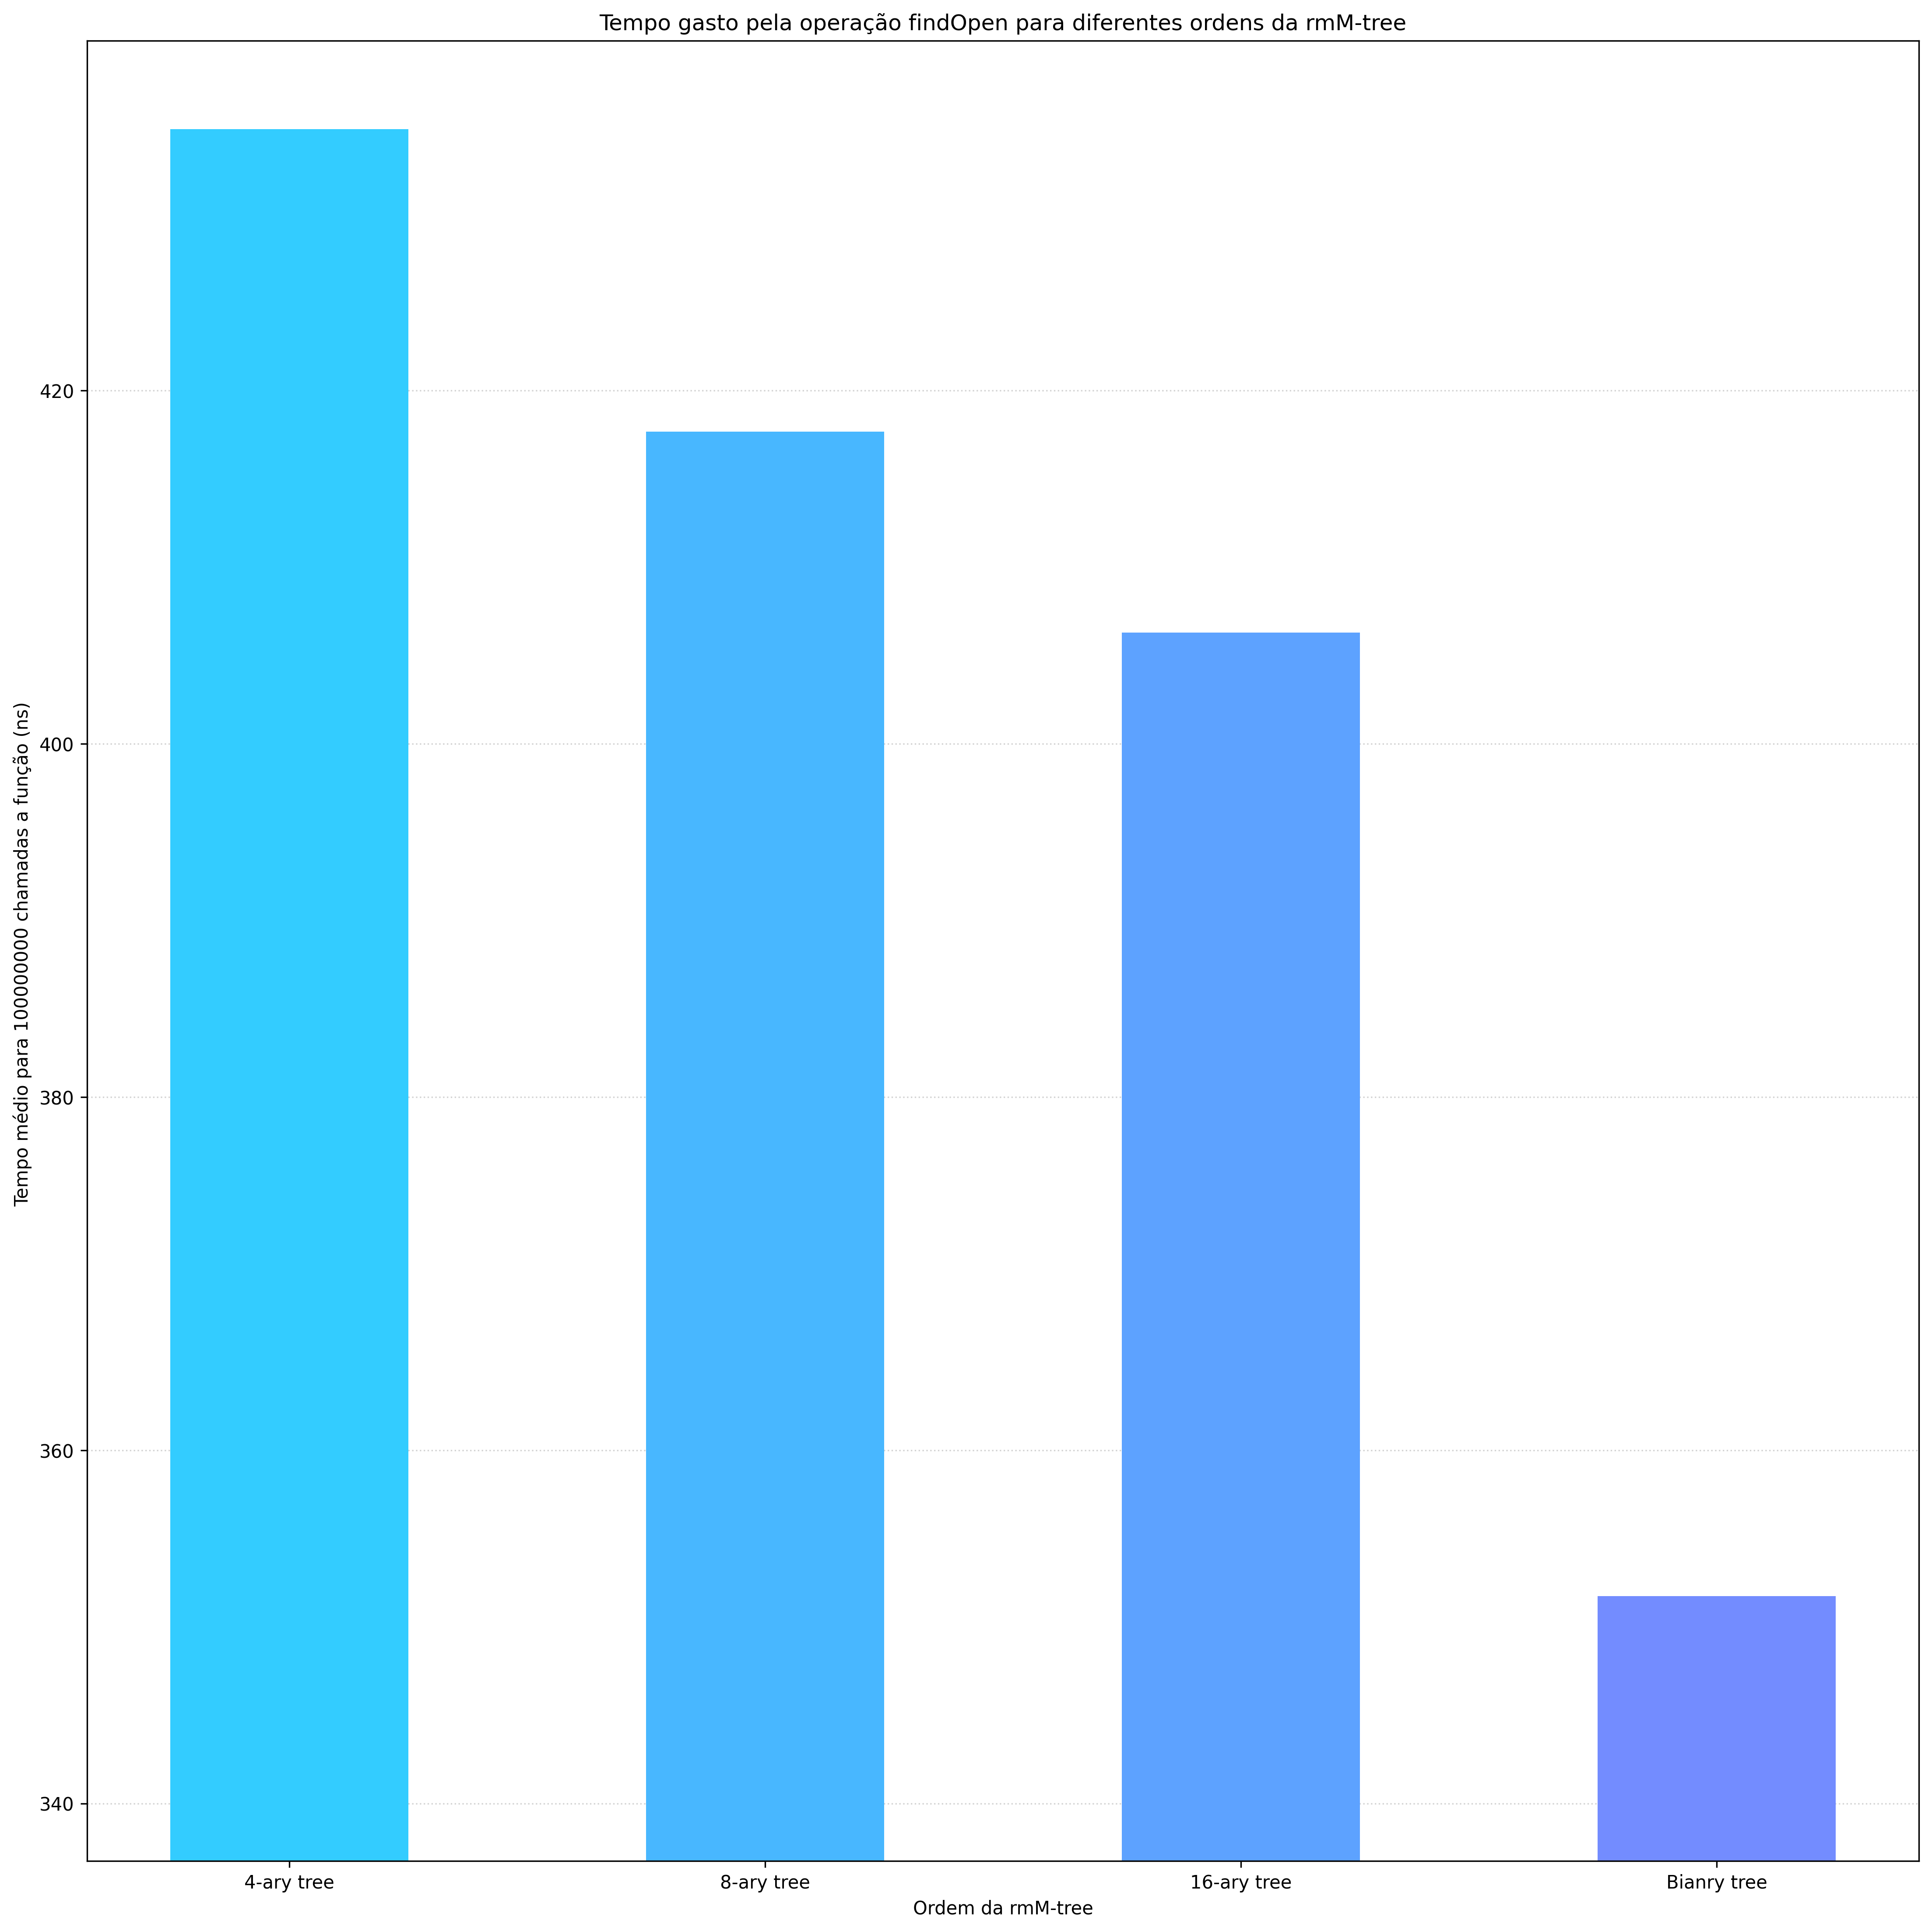 Tempo gasto pela operação findOpen para diferentes ordens da rmM-tree
Tempo médio para 100000000 chamadas a função (ns)
420
400
380
360
340
4-ary tree
8-ary tree
16-ary tree
Bianry tree
Ordem da rmM-tree